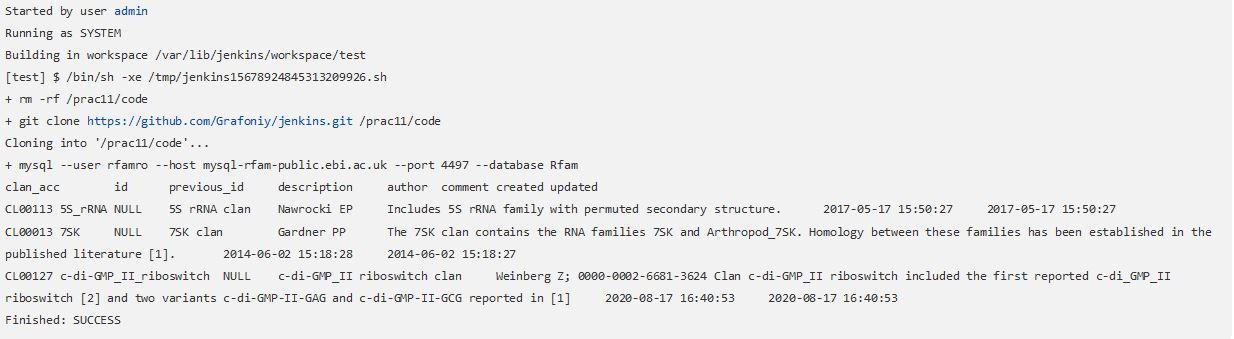 Started by user admin
Running as SYSTEM
Building in workspace /var/lib/jenkins/workspace/test
[test] $ /bin/sh -xe /tmp/jenkins15678924845313209926.sh
+ rm -rf /prac11/code
+ git clone https://github.com/Grafoniy/jenkins.git /prac11/code
Cloning into '/prac11/code'...
+ mysql --user rfamro --host mysql-rfam-public.ebi.ac.uk --port 4497 --database Rfam
clan_acc id previous_id description author comment created updated
CL00113 5S_rRNA NULL 5S rRNA clan Nawrocki EP Includes 5S rRNA family with permuted secondary structure. 2017-05-17 15:50:27 2017-05-17 15:50:27
CL00013 7SK NULL 7SK clan Gardner PP The 7SK clan contains the RNA families 7SK and Arthropod_7SK. Homology between these families has been established in the
published literature [1]. 2014-06-02 15:18:28 2014-06-02 15:18:27
CL00127 c-di-GMP_II_riboswitch NULL c-di-GMP_II riboswitch clan Weinberg Z; 0000-0002-6681-3624 Clan c-di-GMP_II riboswitch included the first reported c-di_GMP_II
riboswitch [2] and two variants c-di-GMP-II-GAG and c-di-GMP-II-GCG reported in [1] 2020-08-17 16:40:53 2020-08-17 16:40:53
Finished: SUCCESS